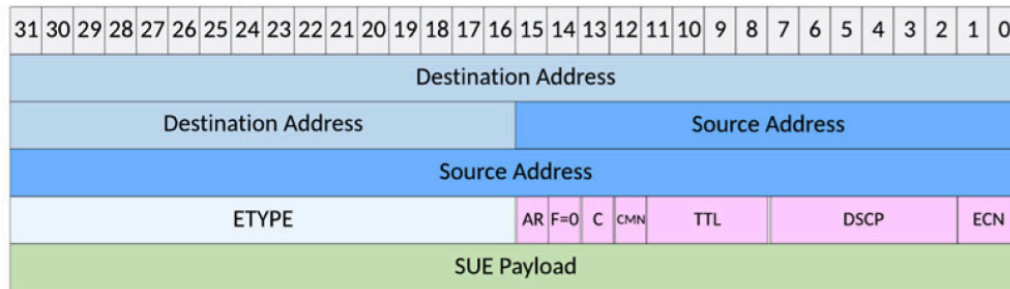 31 30 29 28 27 26 25 24 23 22 21 20 19 18 17 16 15 14 13 12 11 10 9 8 7 6 5 4 3 2 1 0
Destination Address
Destination Address Source Address
Source Address
ETYPE AR F=0 C CMN TTL DSCP ECN
SUE Payload